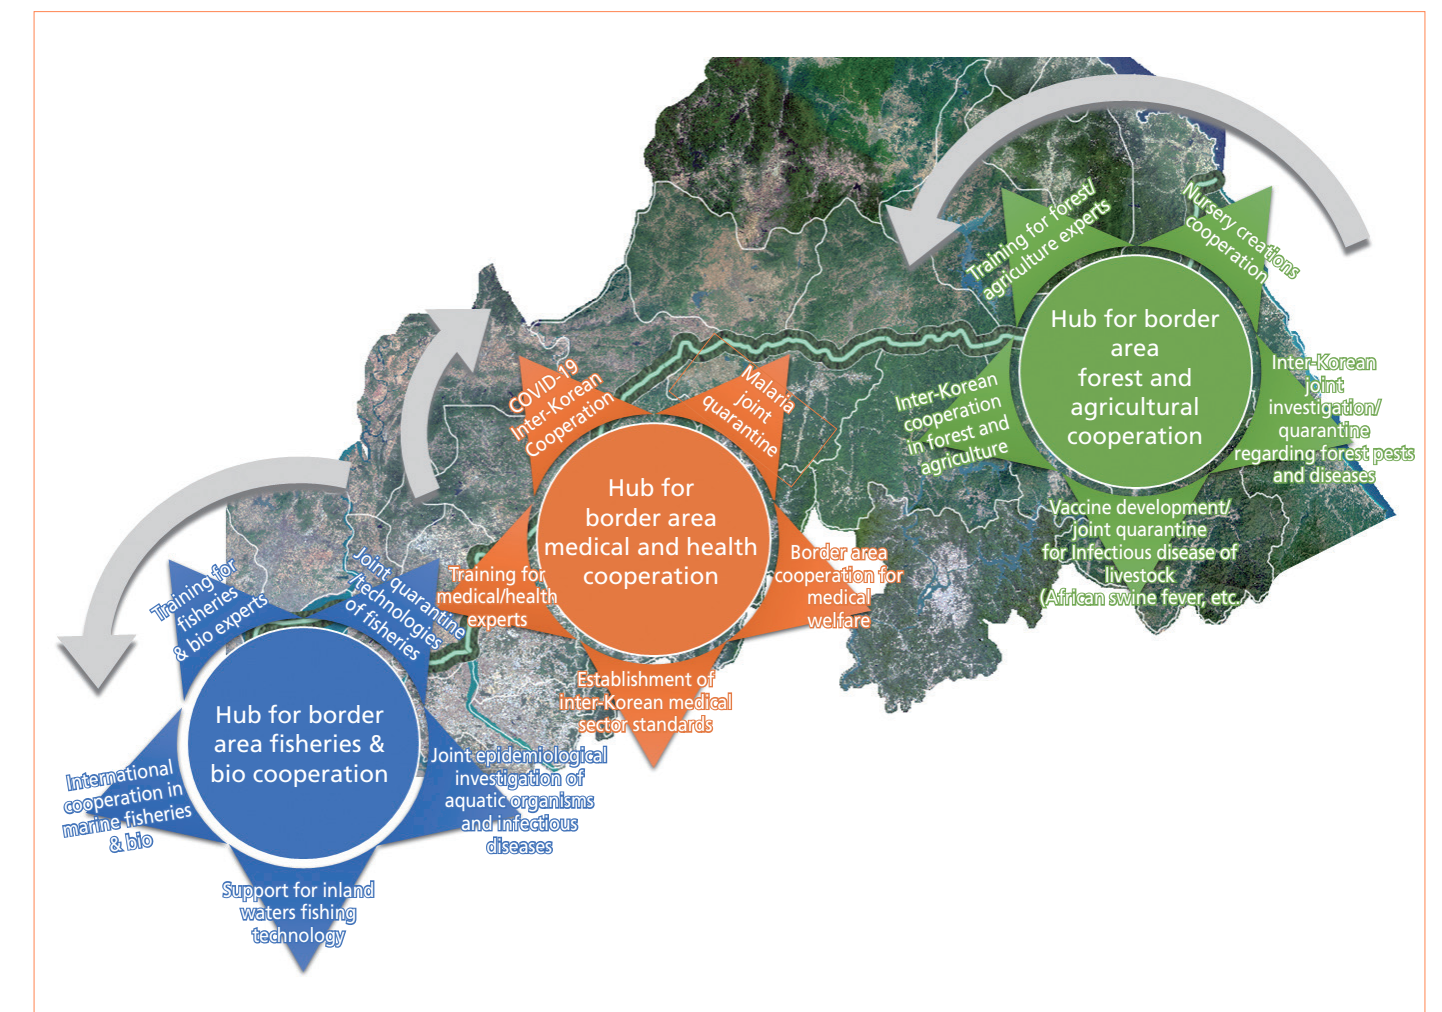 Training for forest/
agriculture experts
Nursery creations
cooperation
Hub for border
area
forest and
agricultural
cooperation
Inter-Korean
cooperation
in forest and
agriculture
Inter-Korean
joint
investigation/
quarantine
regarding forest pests
and diseases
Vaccine development/
joint quarantine
for Infectious disease of
livestock
(African swine fever, etc.
COVID-19
Inter-Korean
Cooperation
Malaria
joint
quarantine
Hub for
border area
medical and health
cooperation
Training for
medical/health
experts
Border area
cooperation for
medical
welfare
Establishment of
inter-Korean medical
sector standards
Training for
fisheries
& bio experts
Joint quarantine
/technologies
of fisheries
Hub for border
area fisheries &
bio cooperation
International
cooperation in
marine fisheries
& bio
Joint epidemiological
investigation of
aquatic organisms
and infectious
diseases
Support for inland
waters fishing
technology